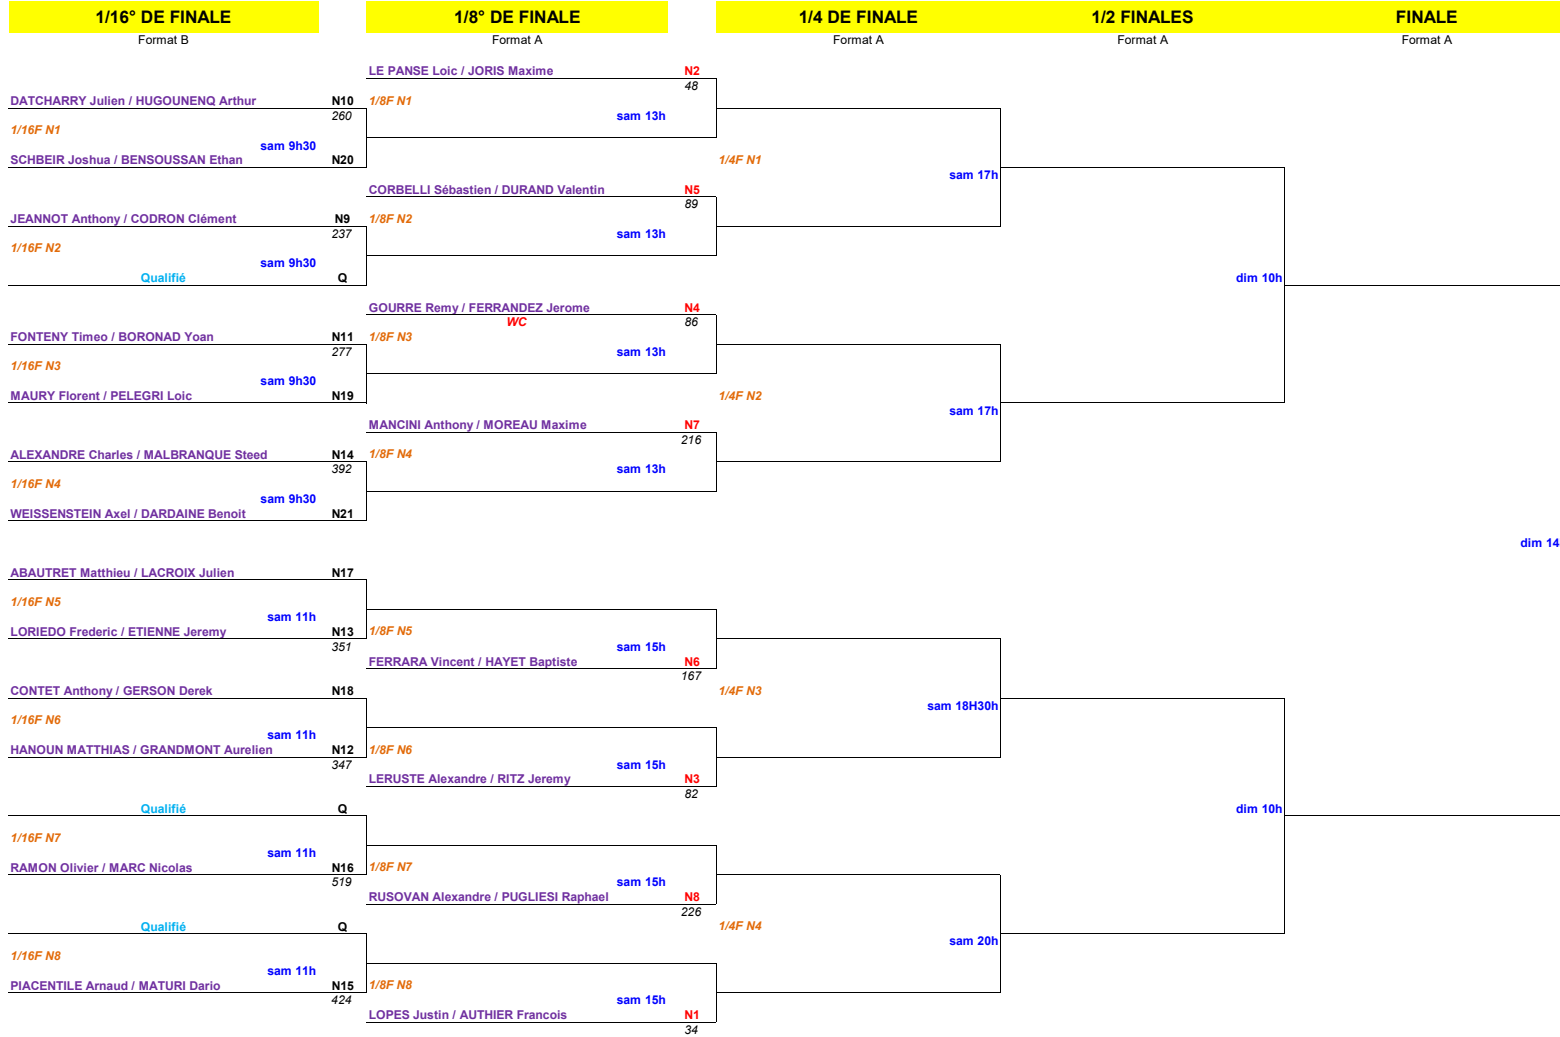 1/16° DE FINALE 1/8° DE FINALE 1/4 DE FINALE 1/2 FINALES FINALE
Format B Format A Format A Format A Format A
LE PANSE Loic / JORIS Maxime N2
48
DATCHARRY Julien / HUGOUNENQ Arthur N10 1/8F N1
260 sam 13h
1/16F N1
sam 9h30
SCHBEIR Joshua / BENSOUSSAN Ethan N20 1/4F N1
sam 17h
CORBELLI Sébastien / DURAND Valentin N5
89
JEANNOT Anthony / CODRON Clément N9 1/8F N2
237 sam 13h
1/16F N2
sam 9h30
Qualifié Q dim 10h
GOURRE Remy / FERRANDEZ Jerome N4
WC 86
FONTENY Timeo / BORONAD Yoan N11 1/8F N3
277 sam 13h
1/16F N3
sam 9h30
MAURY Florent / PELEGRI Loic N19 1/4F N2
sam 17h
MANCINI Anthony / MOREAU Maxime N7
216
ALEXANDRE Charles / MALBRANQUE Steed N14 1/8F N4
392 sam 13h
1/16F N4
sam 9h30
WEISSENSTEIN Axel / DARDAINE Benoit N21
dim 14
ABAUTRET Matthieu / LACROIX Julien N17
1/16F N5
sam 11h
LORIEDO Frederic / ETIENNE Jeremy N13 1/8F N5
351 sam 15h
FERRARA Vincent / HAYET Baptiste N6
167
CONTET Anthony / GERSON Derek N18 1/4F N3
sam 18H30h
1/16F N6
sam 11h
HANOUN MATTHIAS / GRANDMONT Aurelien N12 1/8F N6
347 sam 15h
LERUSTE Alexandre / RITZ Jeremy N3
82
Qualifié Q dim 10h
1/16F N7
sam 11h
RAMON Olivier / MARC Nicolas N16 1/8F N7
519 sam 15h
RUSOVAN Alexandre / PUGLIESI Raphael N8
226
Qualifié Q 1/4F N4
sam 20h
1/16F N8
sam 11h
PIACENTILE Arnaud / MATURI Dario N15 1/8F N8
424 sam 15h
LOPES Justin / AUTHIER Francois N1
34